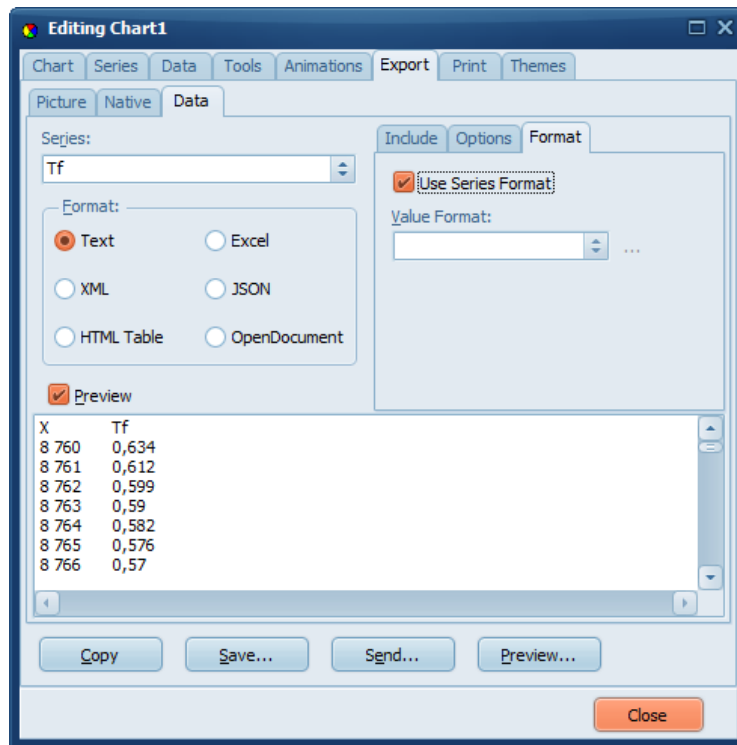 Editing Chart1
Chart Series Data Tools Animations Export Print Themes
Picture Native Data
Series:
Tf
Format:
Text Excel
XML JSON
HTML Table OpenDocument
Include Options Format
Use Series Format
Value Format:
...
Preview
X Tf
8 760 0,634
8 761 0,612
8 762 0,599
8 763 0,59
8 764 0,582
8 765 0,576
8 766 0,57
Copy Save... Send... Preview...
Close